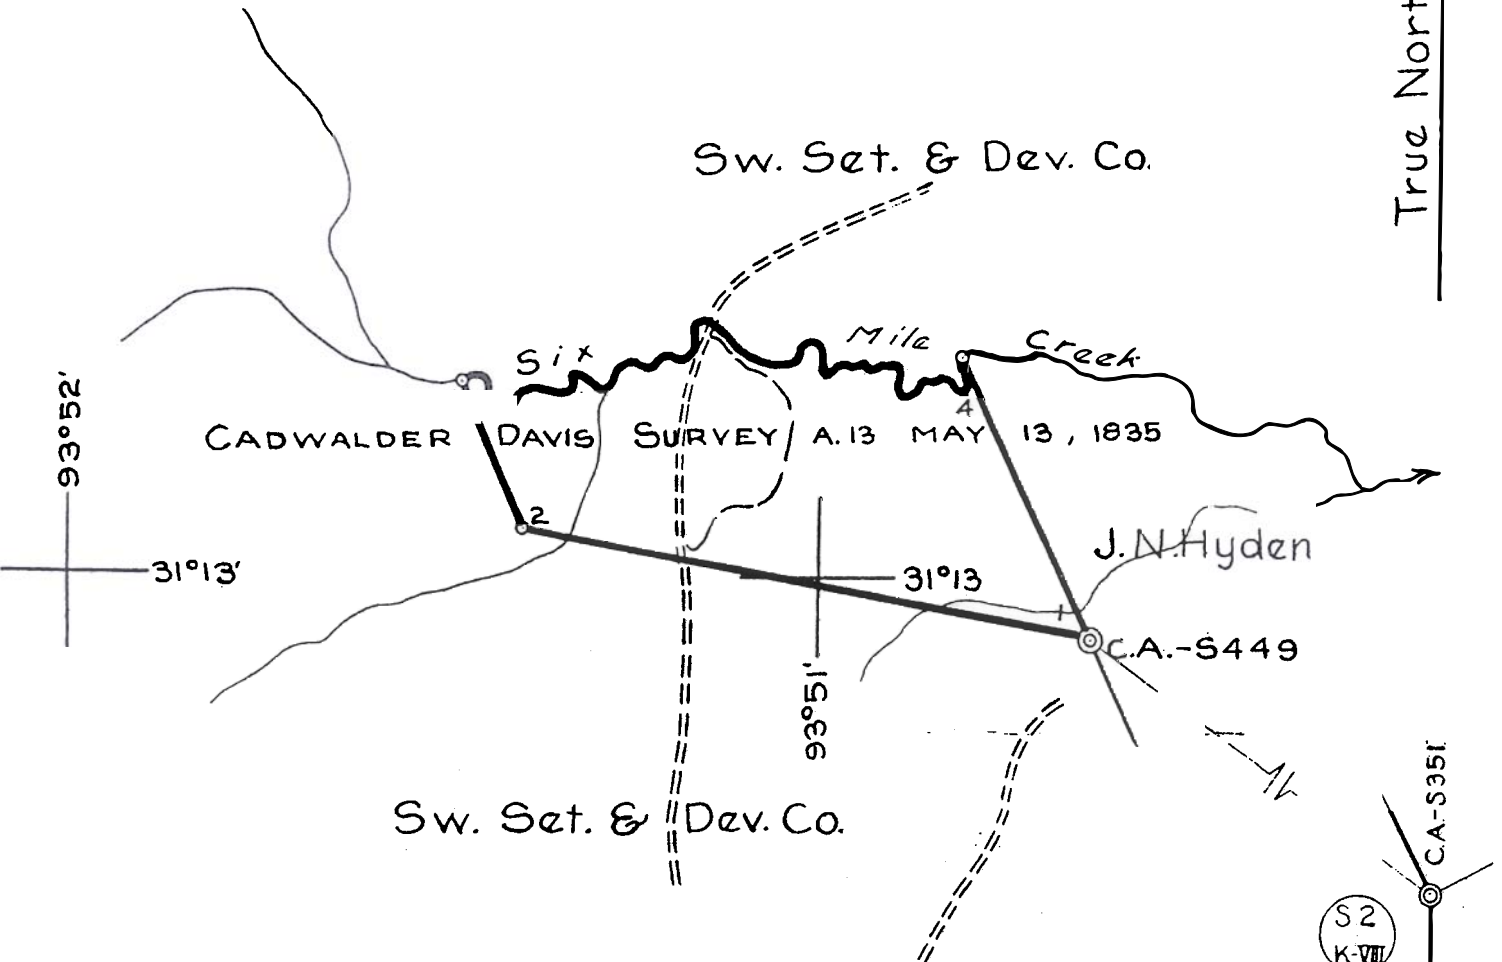 True Nort
Sw. Set. & Dev. Co.
Six Mile Creek
93°52'
4
CADWALDER DAVIS SURVEY A. 13 MAY 13, 1835
2
J. N. Hyden
31°13'
31°13
1
C.A.-S449
93°51'
Sw. Set. & Dev. Co.
C.A.-S351
S2
K-VIII